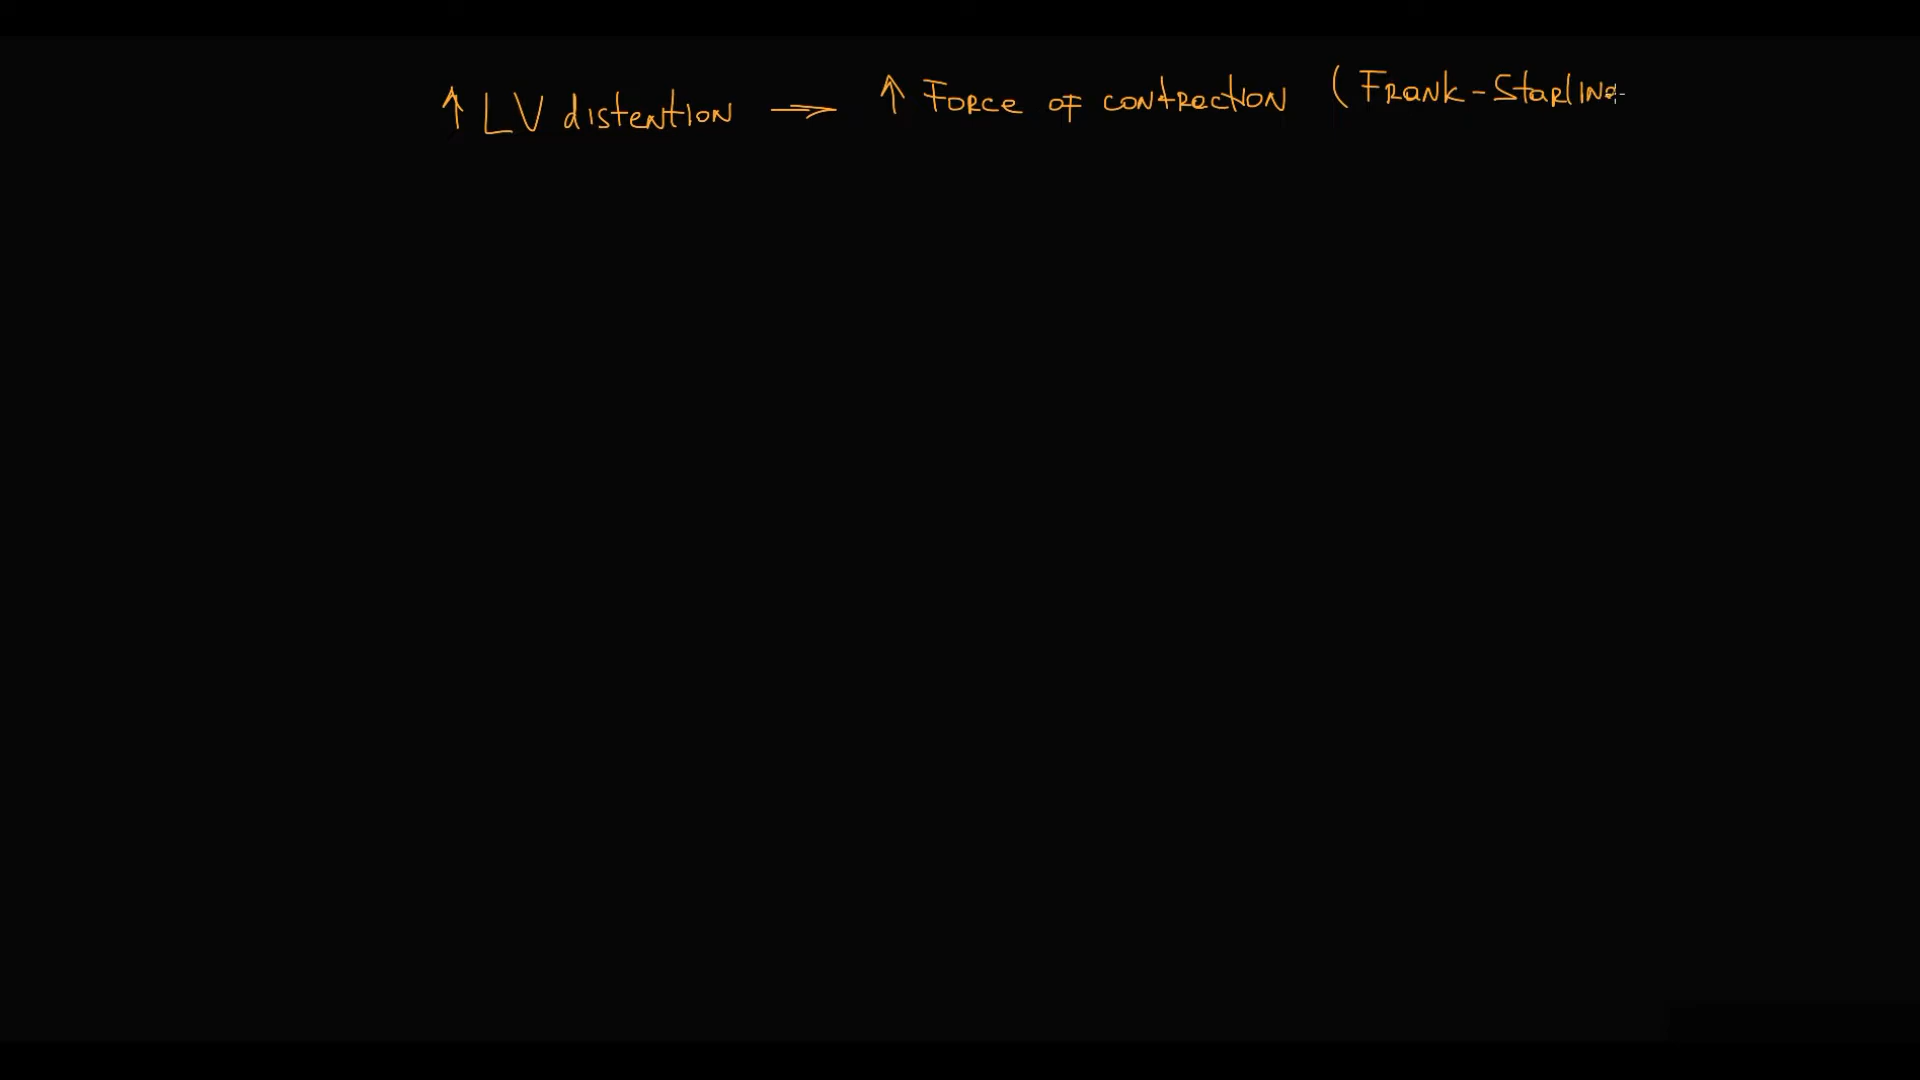 ↑ LV distention → ↑ Force of contraction (Frank-Starling